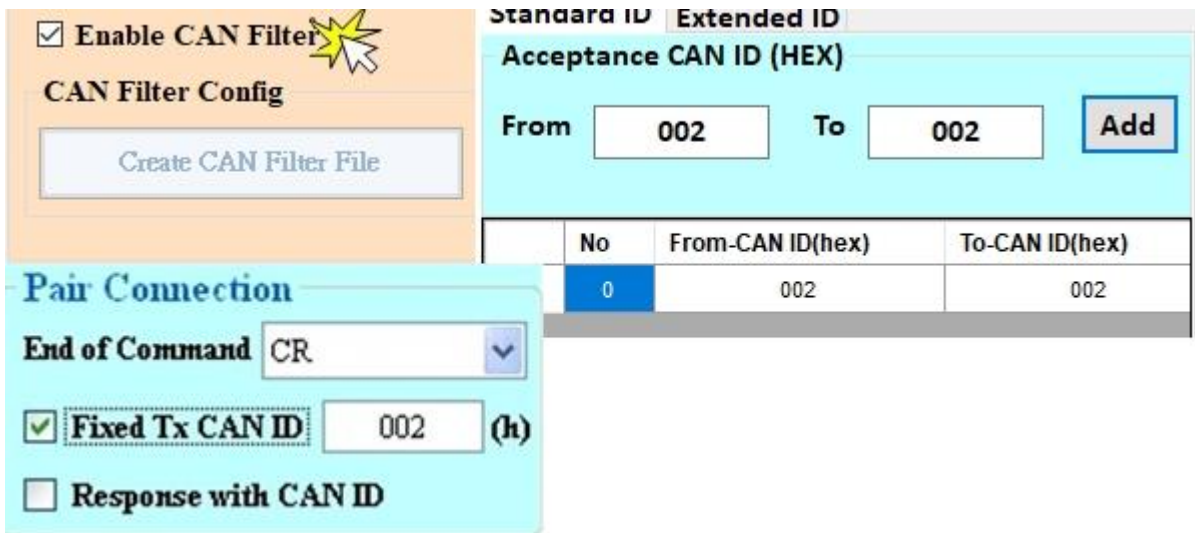 Enable CAN Filter
CAN Filter Config
Create CAN Filter File
Standard ID Extended ID
Acceptance CAN ID (HEX)
From 002 To 002 Add
No From-CAN ID(hex) To-CAN ID(hex)
0 002 002
Pair Connection
End of Command CR
Fixed Tx CAN ID 002 (h)
Response with CAN ID